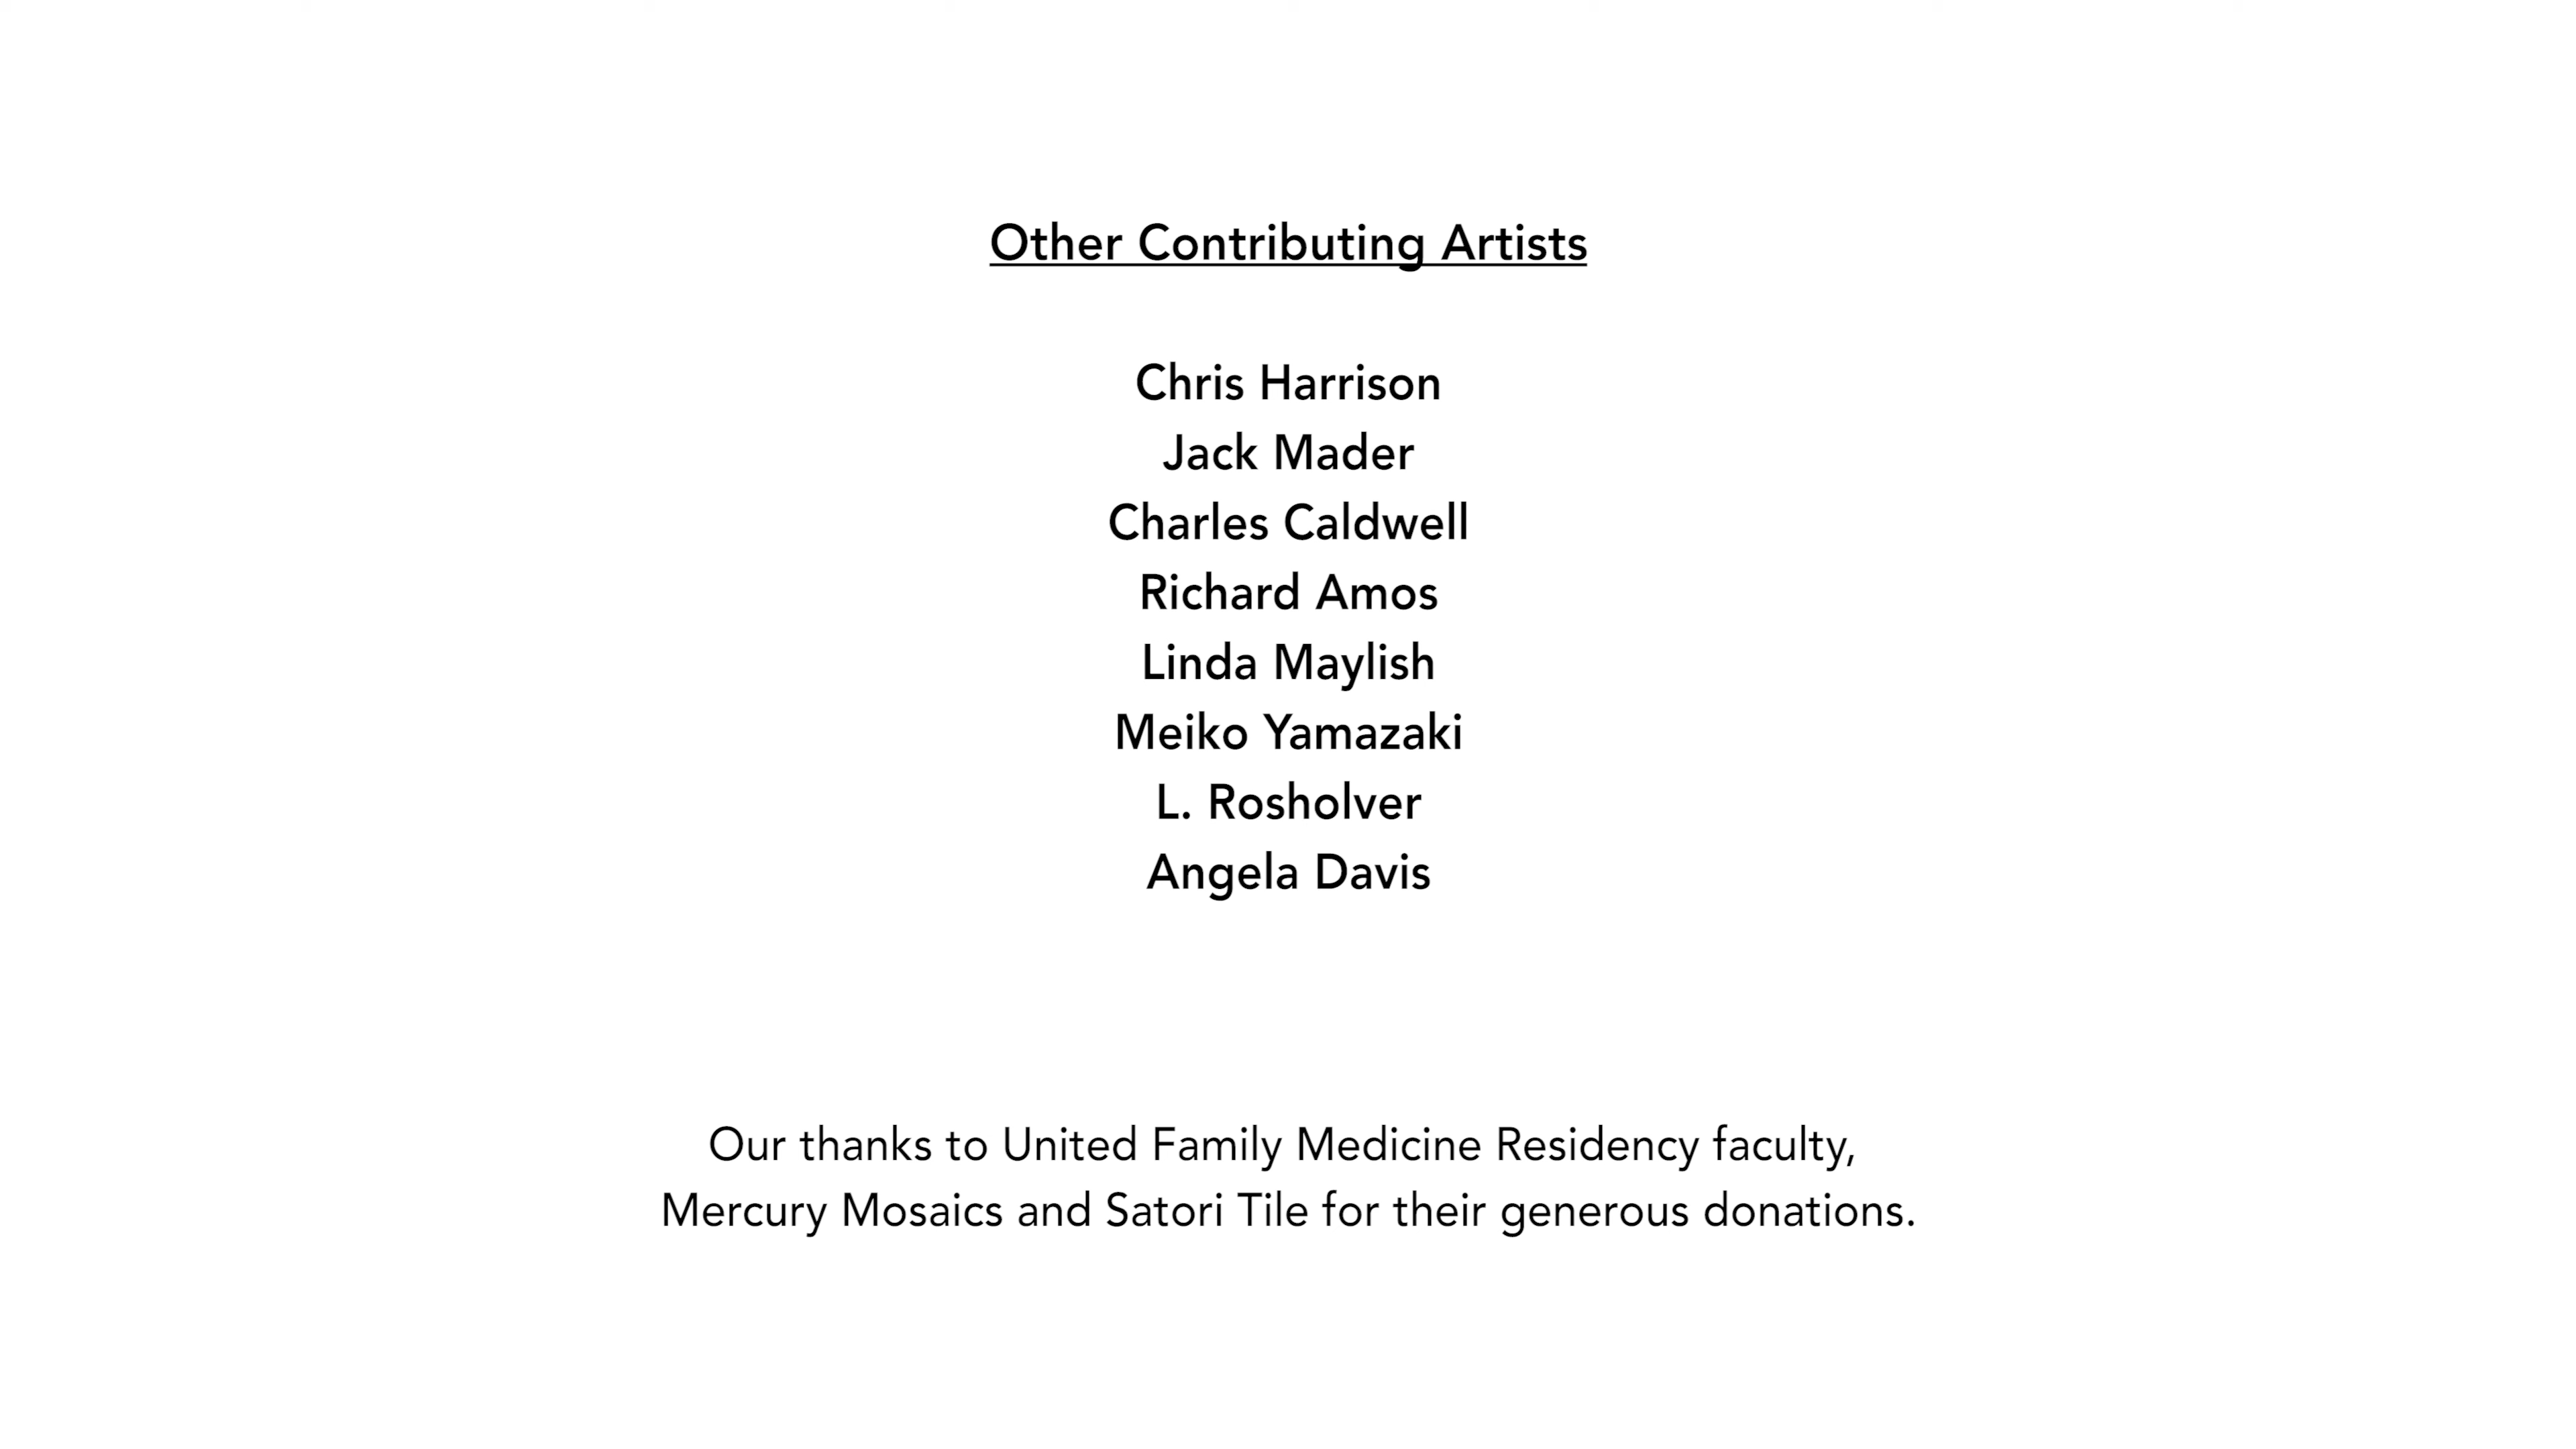 Other Contributing Artists
Chris Harrison
Jack Mader
Charles Caldwell
Richard Amos
Linda Maylish
Meiko Yamazaki
L. Rosholver
Angela Davis
Our thanks to United Family Medicine Residency faculty,
Mercury Mosaics and Satori Tile for their generous donations.